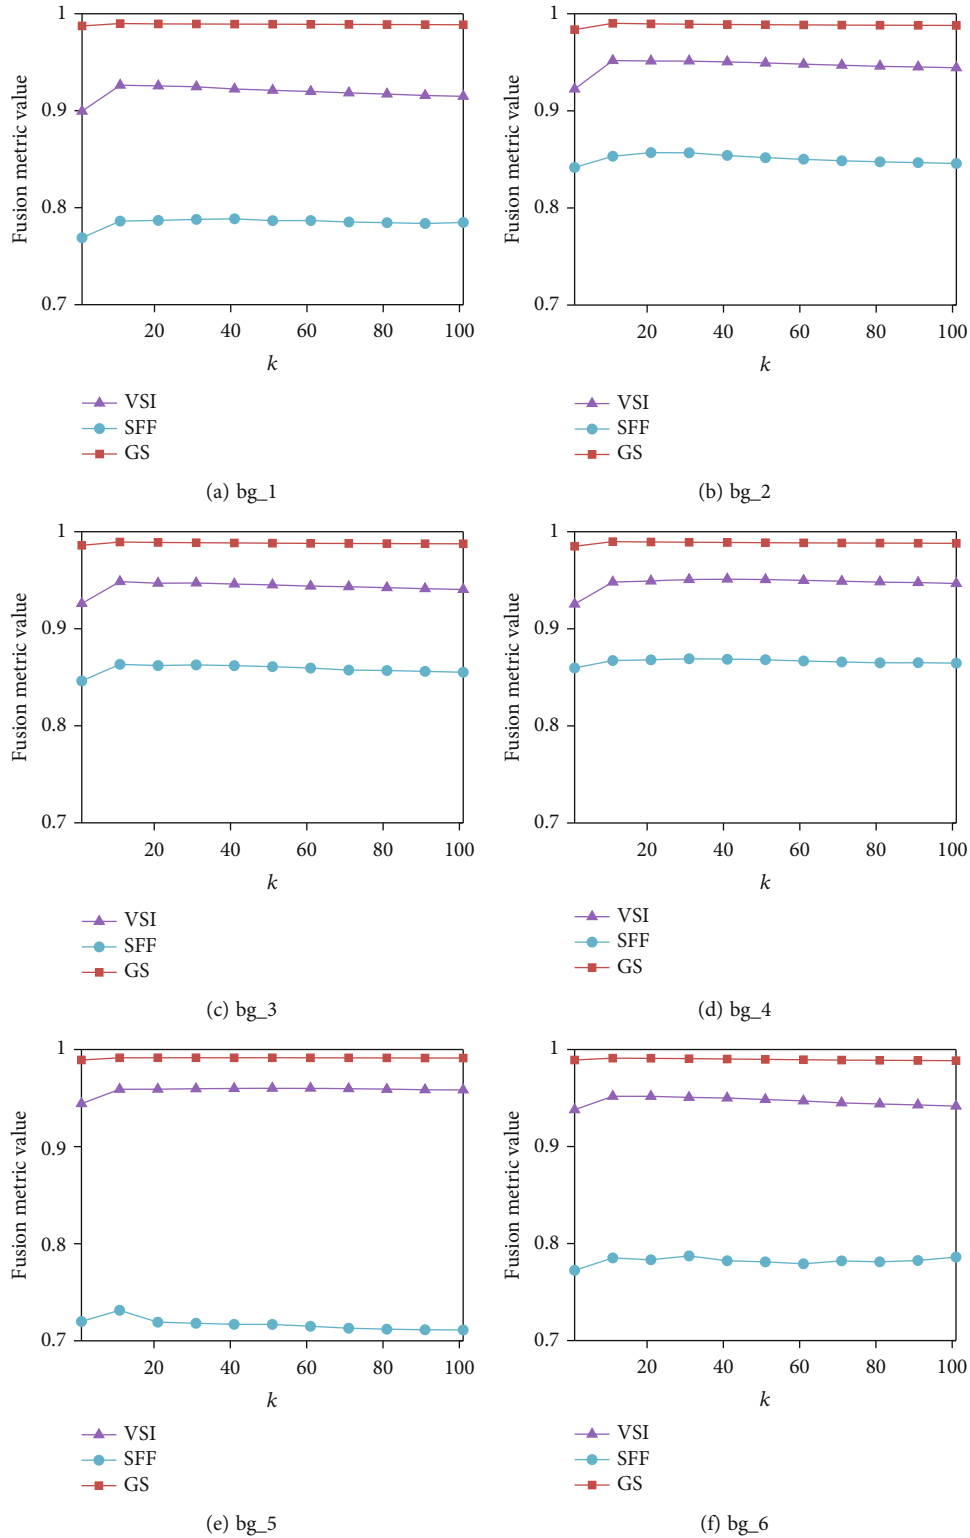 1
0.9
0.8
0.7
Fusion metric value
20 40 60 80 100
k
VSI
SFF
GS
(a) bg_1
1
0.9
0.8
0.7
Fusion metric value
20 40 60 80 100
k
VSI
SFF
GS
(b) bg_2
1
0.9
0.8
0.7
Fusion metric value
20 40 60 80 100
k
VSI
SFF
GS
(c) bg_3
1
0.9
0.8
0.7
Fusion metric value
20 40 60 80 100
k
VSI
SFF
GS
(d) bg_4
1
0.9
0.8
0.7
Fusion metric value
20 40 60 80 100
k
VSI
SFF
GS
(e) bg_5
1
0.9
0.8
0.7
Fusion metric value
20 40 60 80 100
k
VSI
SFF
GS
(f) bg_6